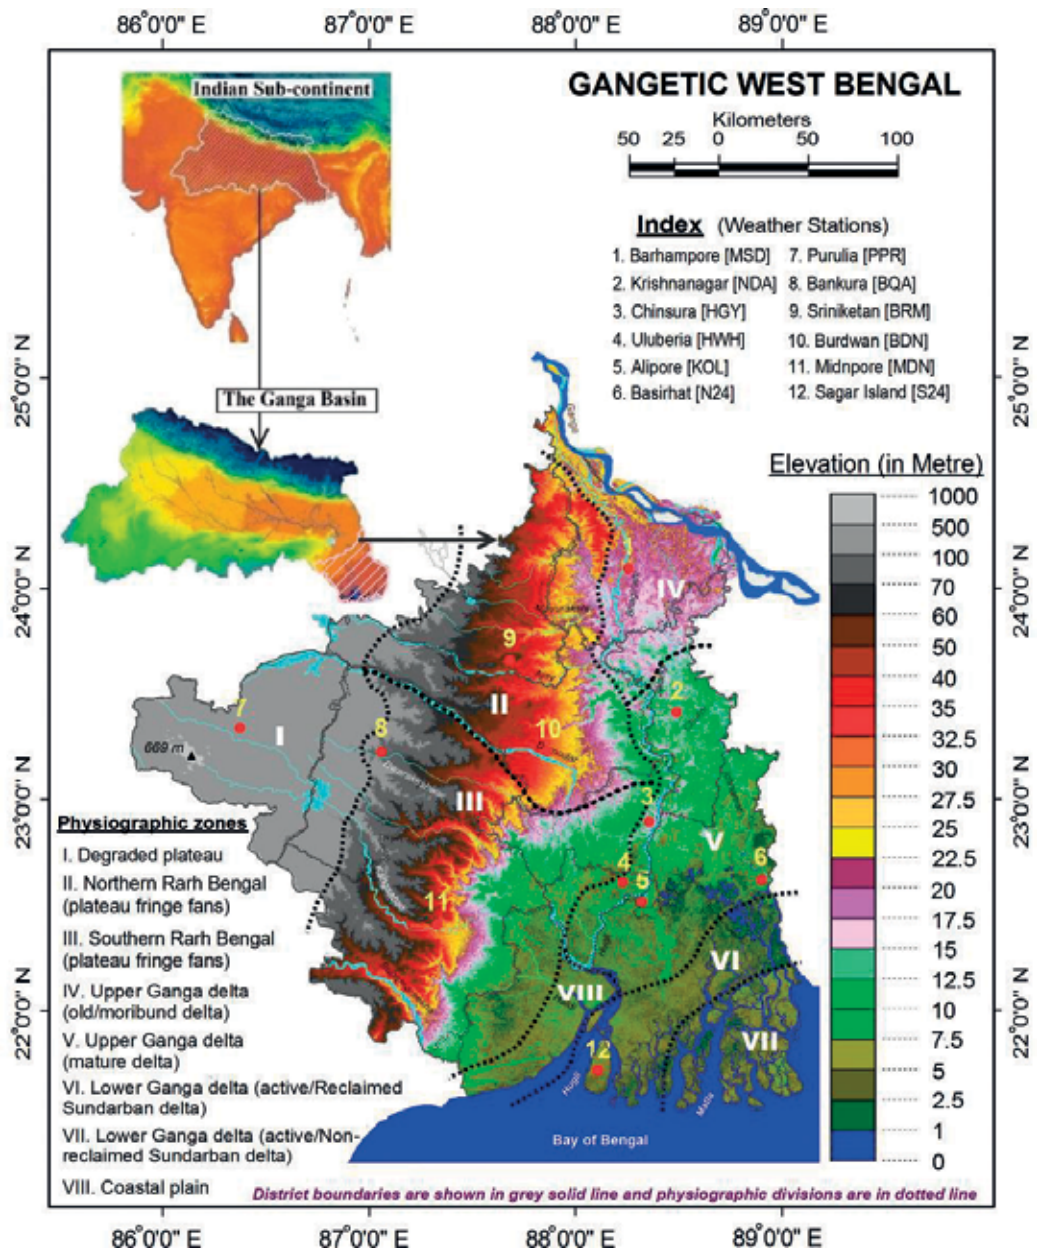 86°0'0" E 87°0'0" E 88°0'0" E 89°0'0" E
Indian Sub-continent
GANGETIC WEST BENGAL
Kilometers
50 25 0 50 100
Index (Weather Stations)
1. Barhampore [MSD] 7. Purulia [PPR]
2. Krishnanagar [NDA] 8. Bankura [BQA]
3. Chinsura [HGY] 9. Sriniketan [BRM]
4. Uluberia [HWH] 10. Burdwan [BDN]
5. Alipore [KOL] 11. Midnpore [MDN]
6. Basirhat [N24] 12. Sagar Island [S24]
25°0'0" N
25°0'0" N
The Ganga Basin
Elevation (in Metre)
1000
500
100
70
60
50
40
35
32.5
30
27.5
25
22.5
20
17.5
15
12.5
10
7.5
5
2.5
1
0
24°0'0" N
24°0'0" N
IV
9
2
7
I
II
8
10
669 m
23°0'0" N
23°0'0" N
III
3
V
4
6
5
11
VI
VIII
22°0'0" N
22°0'0" N
VII
12
Hugli
Matla
Bay of Bengal
Physiographic zones
I. Degraded plateau
II. Northern Rarh Bengal
(plateau fringe fans)
III. Southern Rarh Bengal
(plateau fringe fans)
IV. Upper Ganga delta
(old/moribund delta)
V. Upper Ganga delta
(mature delta)
VI. Lower Ganga delta (active/Reclaimed
Sundarban delta)
VII. Lower Ganga delta (active/Non-
reclaimed Sundarban delta)
VIII. Coastal plain
District boundaries are shown in grey solid line and physiographic divisions are in dotted line
86°0'0" E 87°0'0" E 88°0'0" E 89°0'0" E